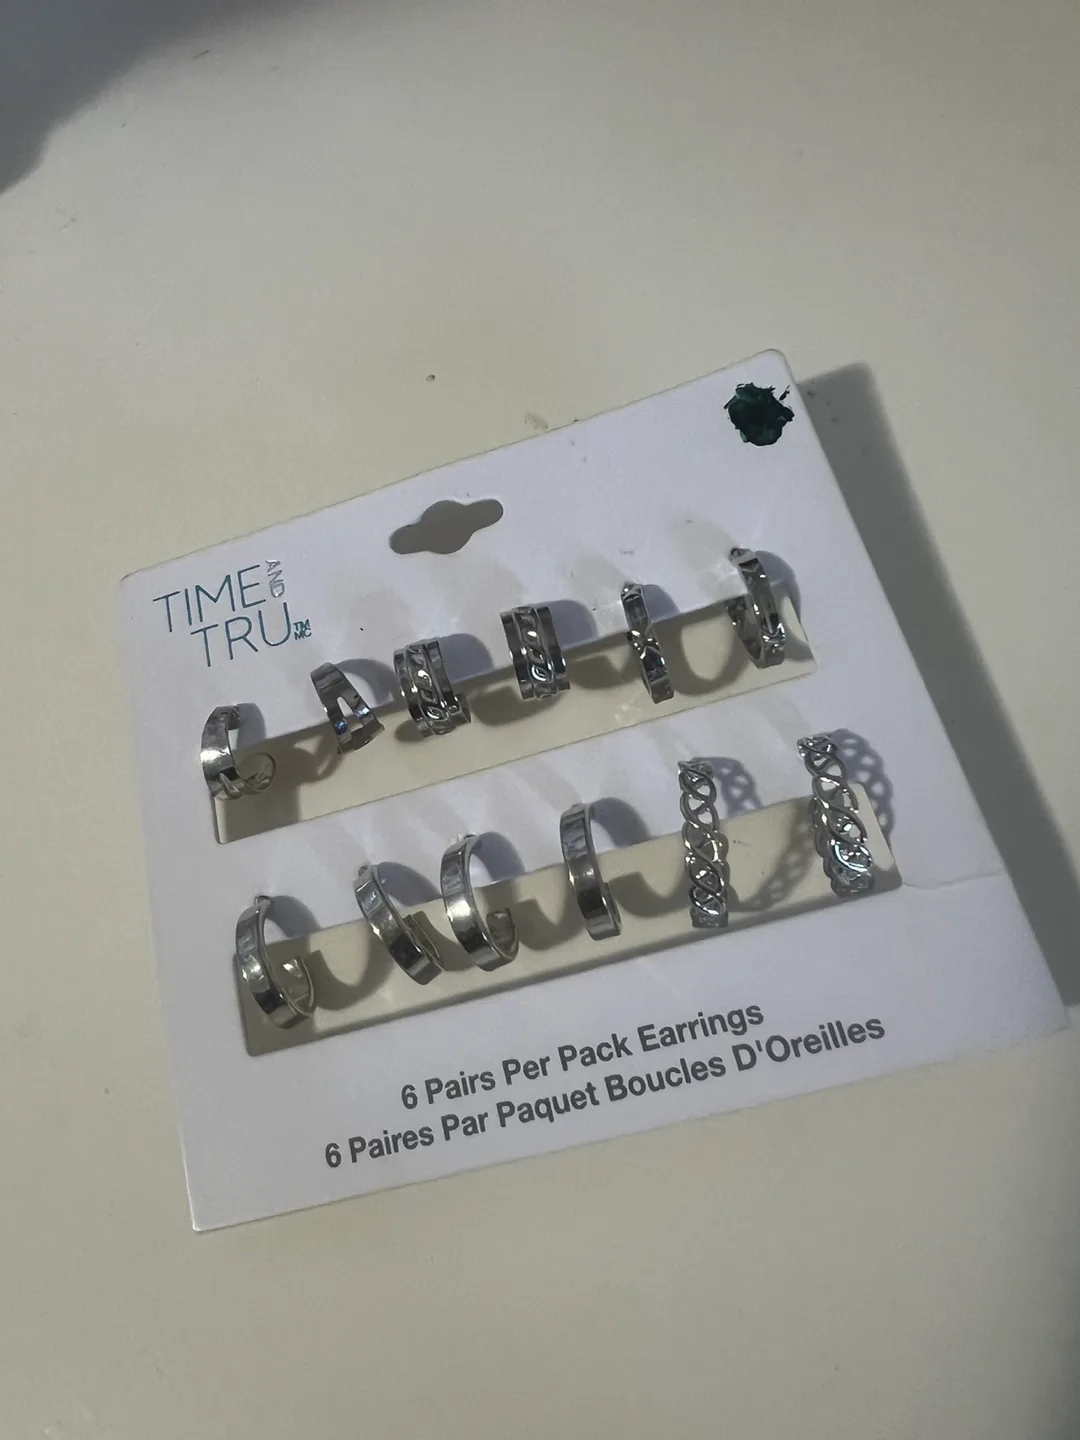 TIME AND
TRU TM
MC
6 Pairs Per Pack Earrings
6 Paires Par Paquet Boucles D'Oreilles